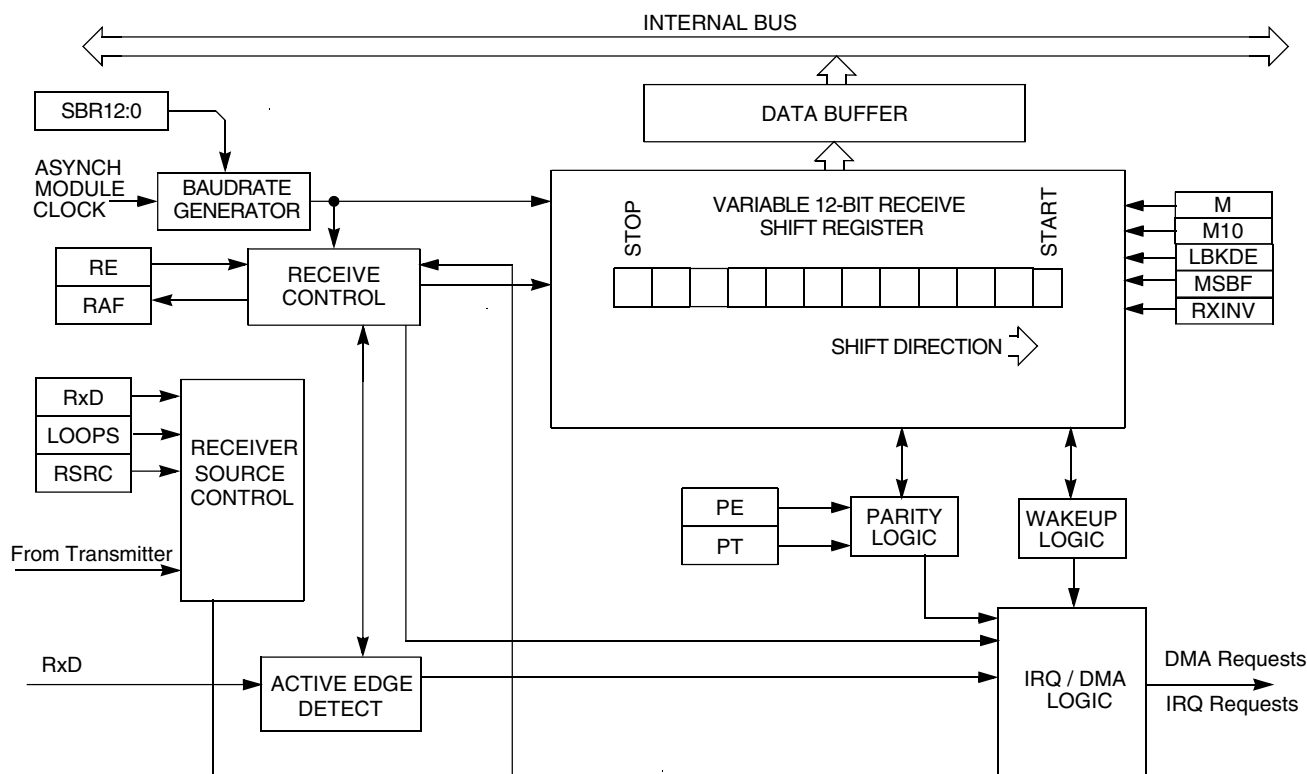 INTERNAL BUS
SBR12:0
DATA BUFFER
ASYNCH
MODULE
CLOCK
BAUDRATE
GENERATOR
VARIABLE 12-BIT RECEIVE
SHIFT REGISTER
STOP
START
M
M10
LBKDE
MSBF
RXINV
RE
RAF
RECEIVE
CONTROL
SHIFT DIRECTION
RxD
LOOPS
RSRC
RECEIVER
SOURCE
CONTROL
From Transmitter
PE
PT
PARITY
LOGIC
WAKEUP
LOGIC
RxD
ACTIVE EDGE
DETECT
IRQ / DMA
LOGIC
DMA Requests
IRQ Requests